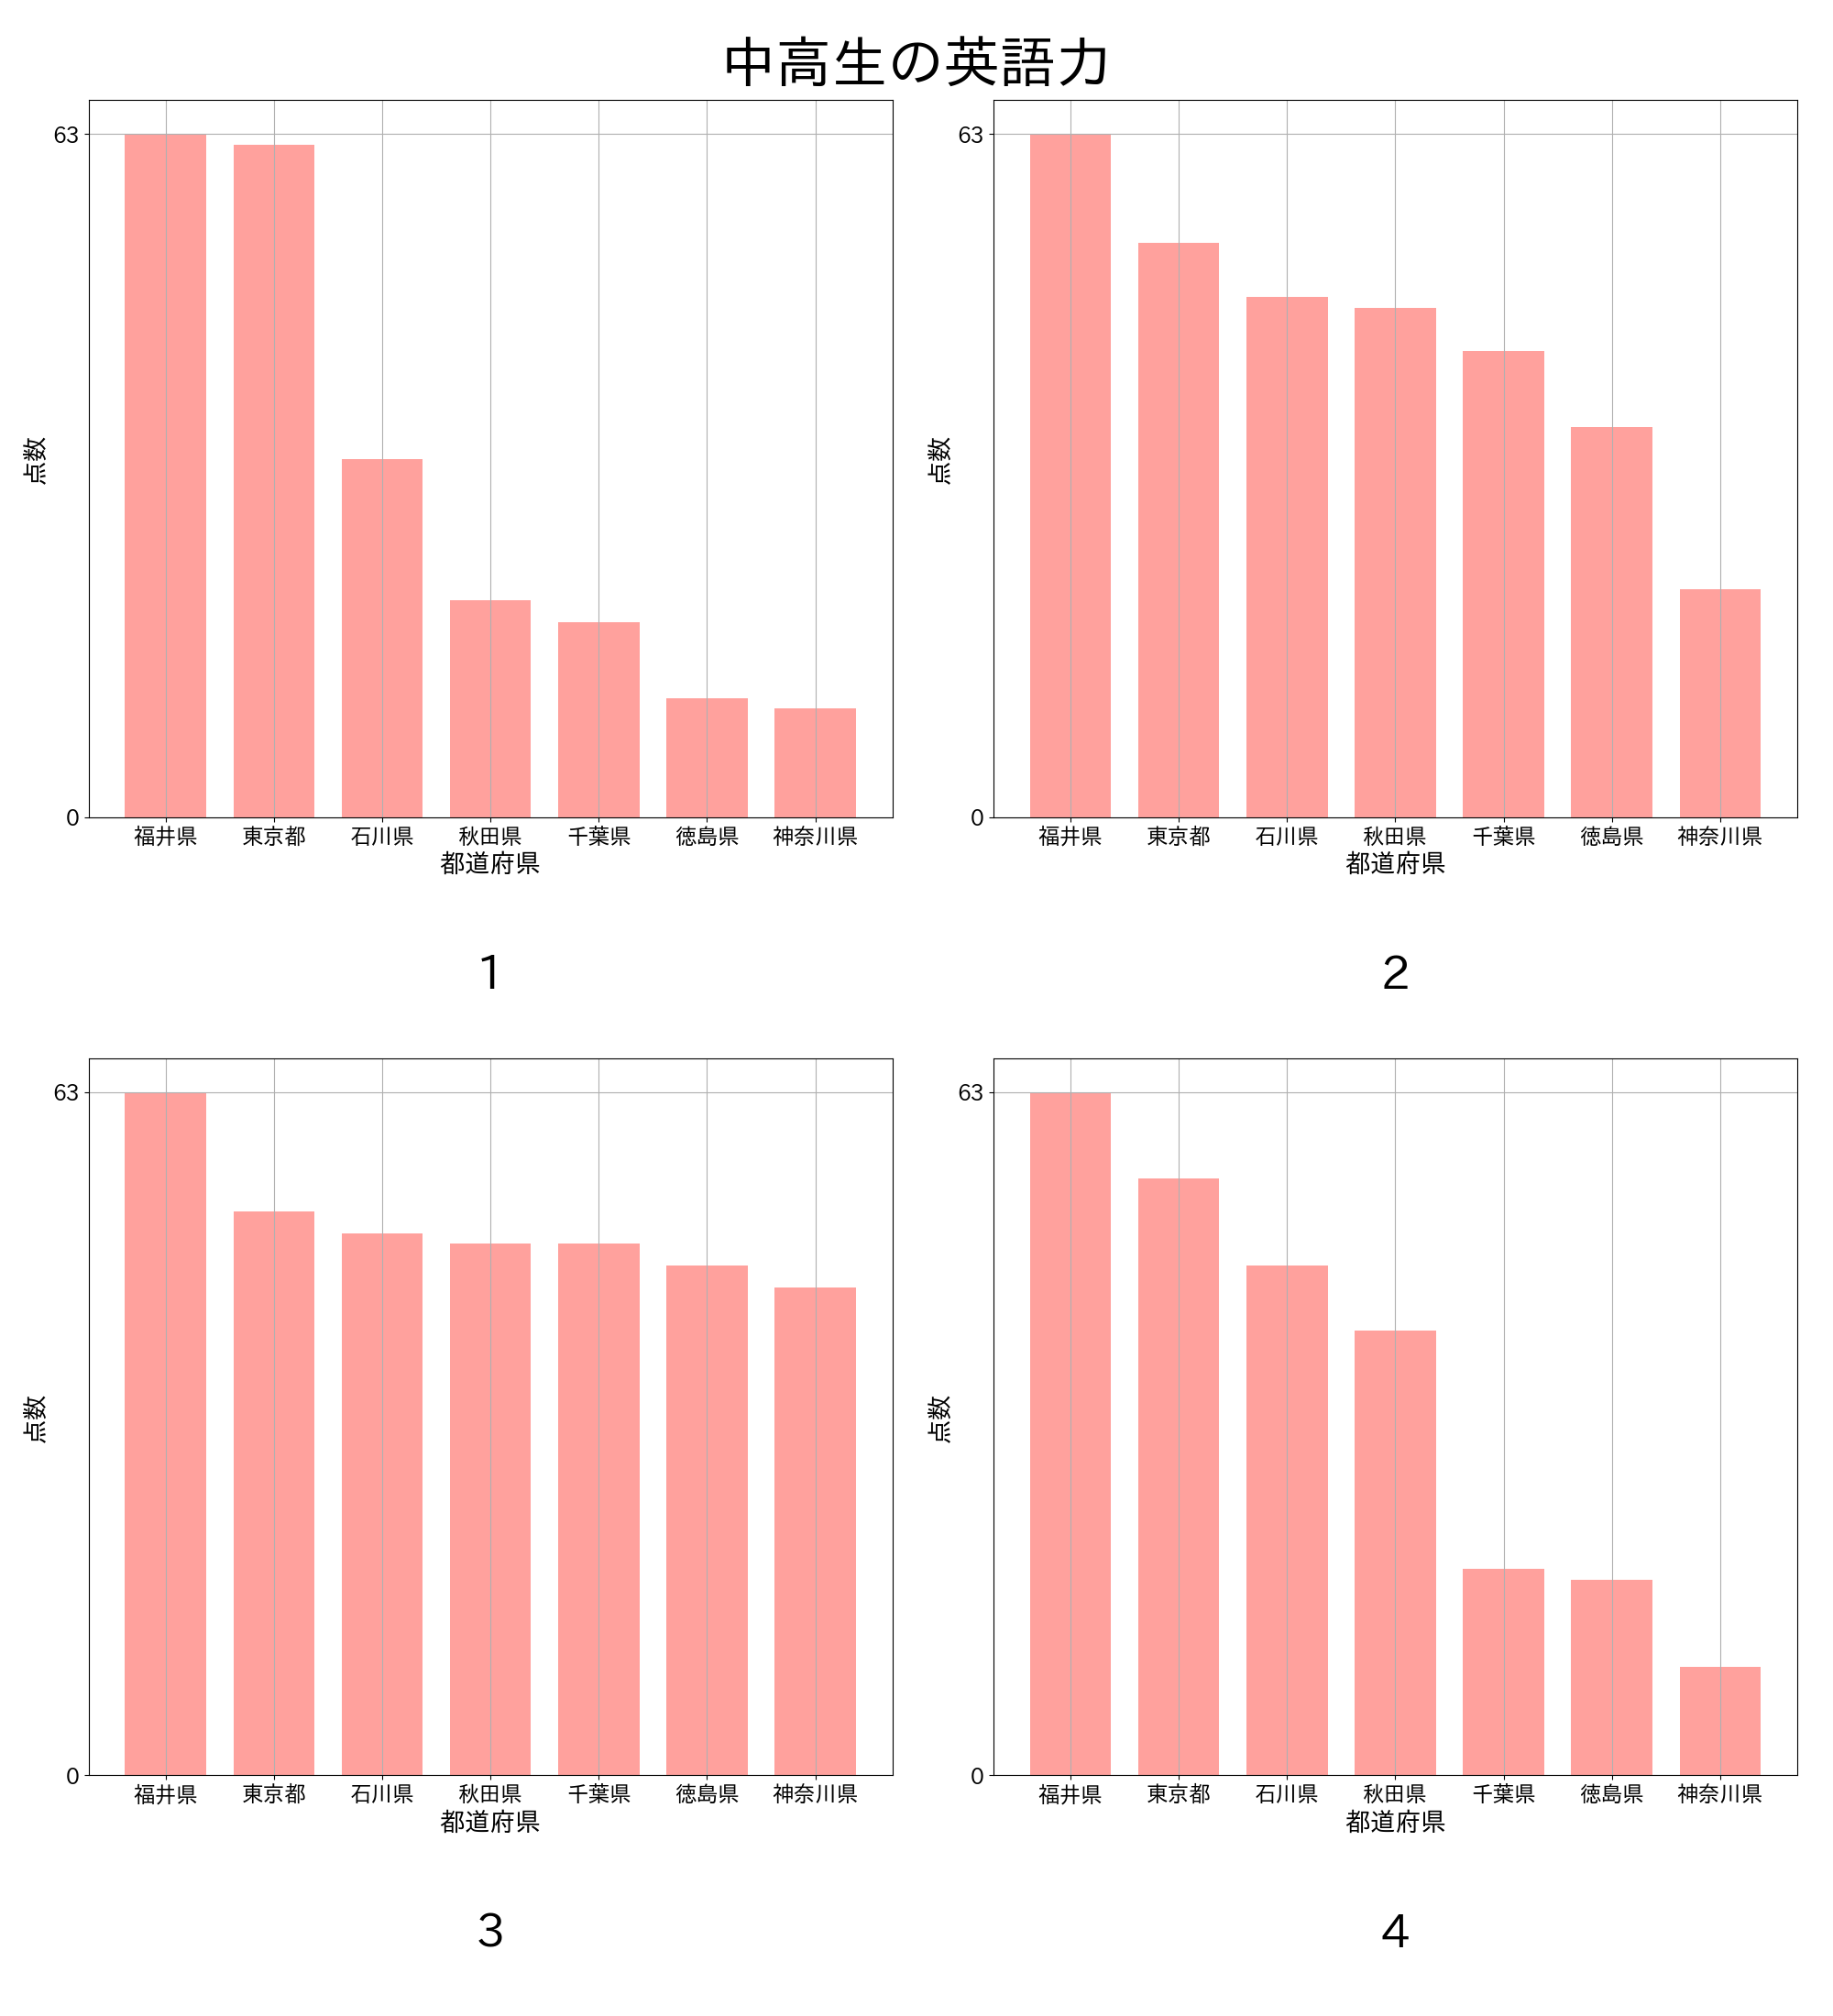 中高生の英語力
63
0
点数
福井県 東京都 石川県 秋田県 千葉県 徳島県 神奈川県
都道府県
1
63
0
点数
福井県 東京都 石川県 秋田県 千葉県 徳島県 神奈川県
都道府県
2
63
0
点数
福井県 東京都 石川県 秋田県 千葉県 徳島県 神奈川県
都道府県
3
63
0
点数
福井県 東京都 石川県 秋田県 千葉県 徳島県 神奈川県
都道府県
4